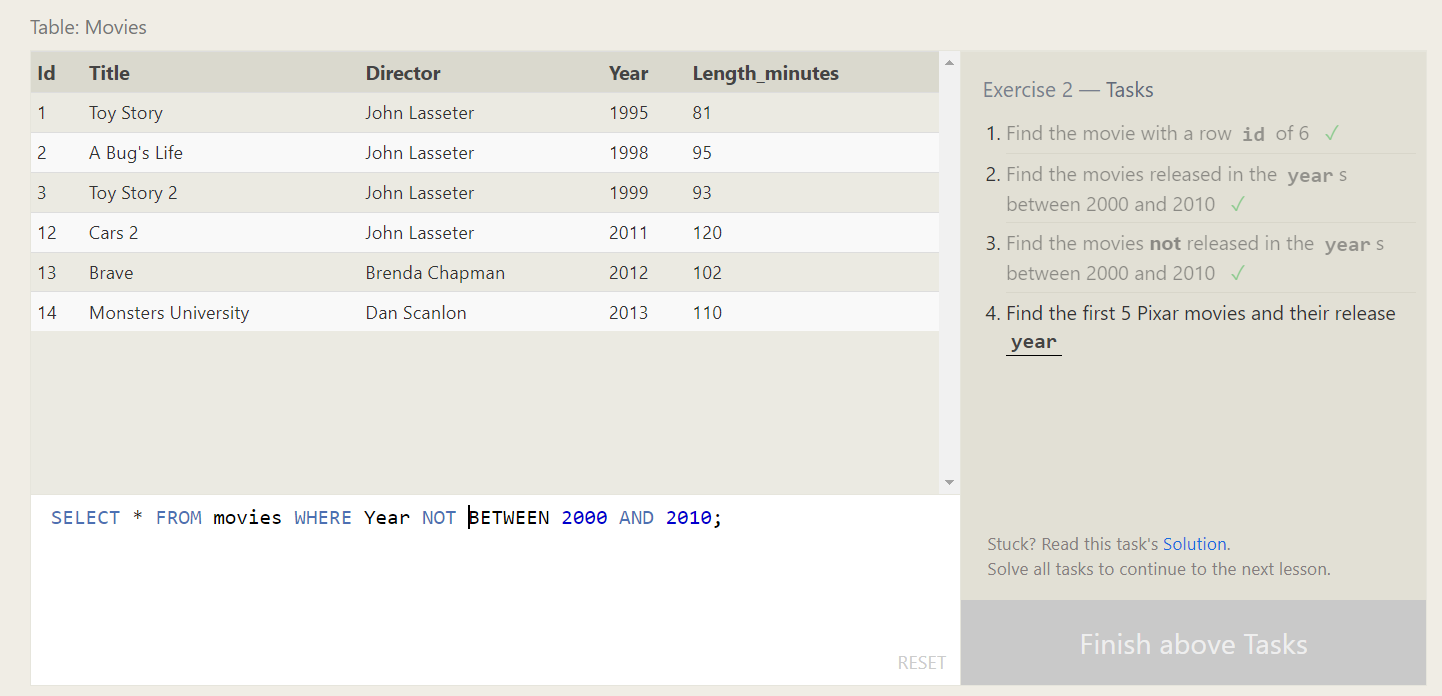 Table: Movies
Id Title Director Year Length_minutes
1 Toy Story John Lasseter 1995 81
2 A Bug's Life John Lasseter 1998 95
3 Toy Story 2 John Lasseter 1999 93
12 Cars 2 John Lasseter 2011 120
13 Brave Brenda Chapman 2012 102
14 Monsters University Dan Scanlon 2013 110
SELECT * FROM movies WHERE Year NOT BETWEEN 2000 AND 2010;
RESET
Exercise 2 — Tasks
1. Find the movie with a row id of 6 ✓
2. Find the movies released in the year s
between 2000 and 2010 ✓
3. Find the movies not released in the year s
between 2000 and 2010 ✓
4. Find the first 5 Pixar movies and their release
year
Stuck? Read this task's Solution.
Solve all tasks to continue to the next lesson.
Finish above Tasks